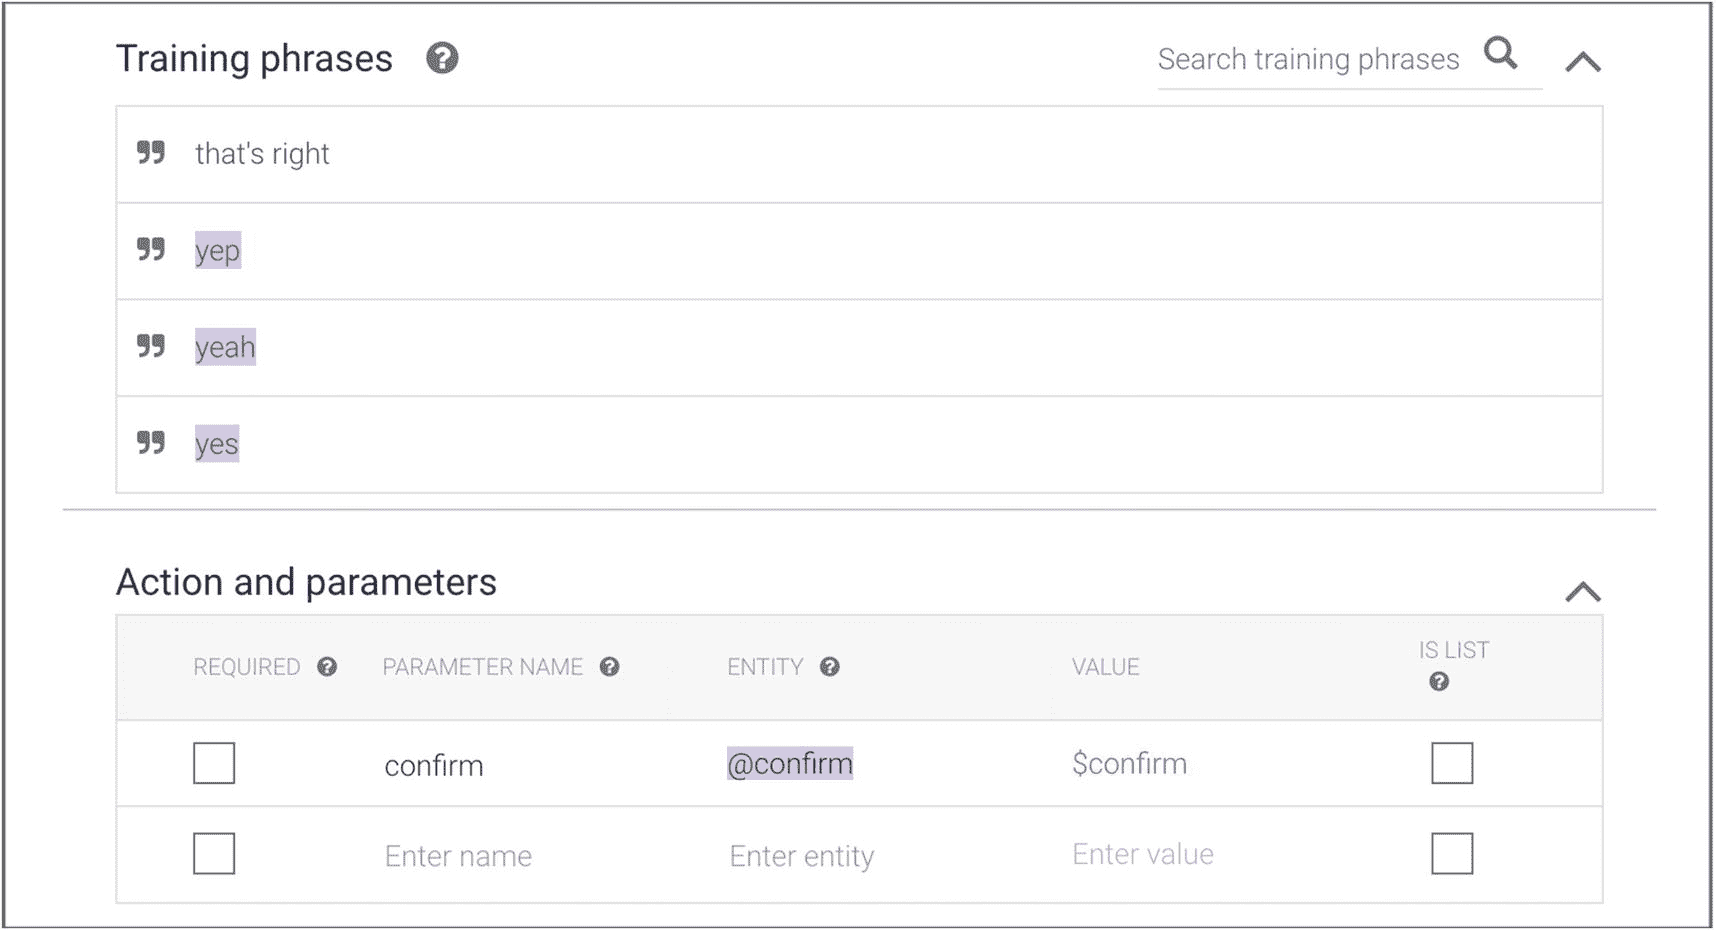 Training phrases
Search training phrases
that's right
yep
yeah
yes
Action and parameters
REQUIRED PARAMETER NAME ENTITY VALUE IS LIST
confirm @confirm $confirm
Enter name Enter entity Enter value